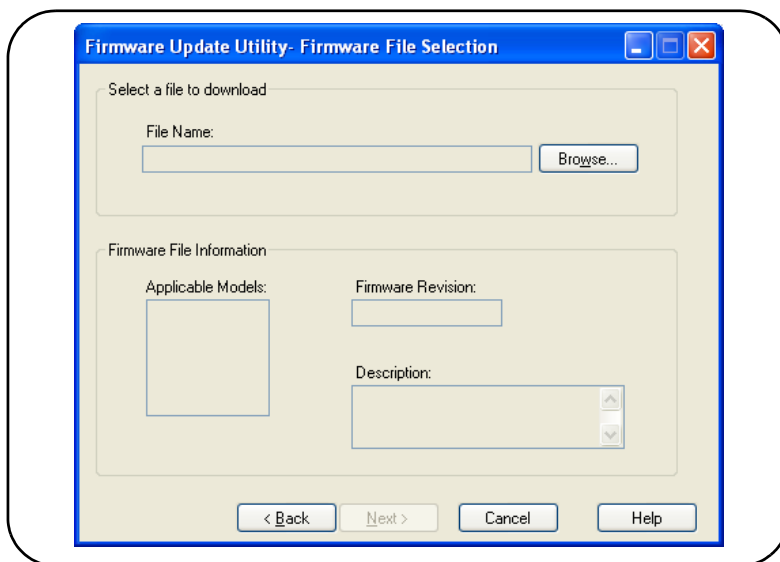 Firmware Update Utility- Firmware File Selection
Select a file to download
File Name:
Browse...
Firmware File Information
Applicable Models:
Firmware Revision:
Description:
< Back
Next >
Cancel
Help